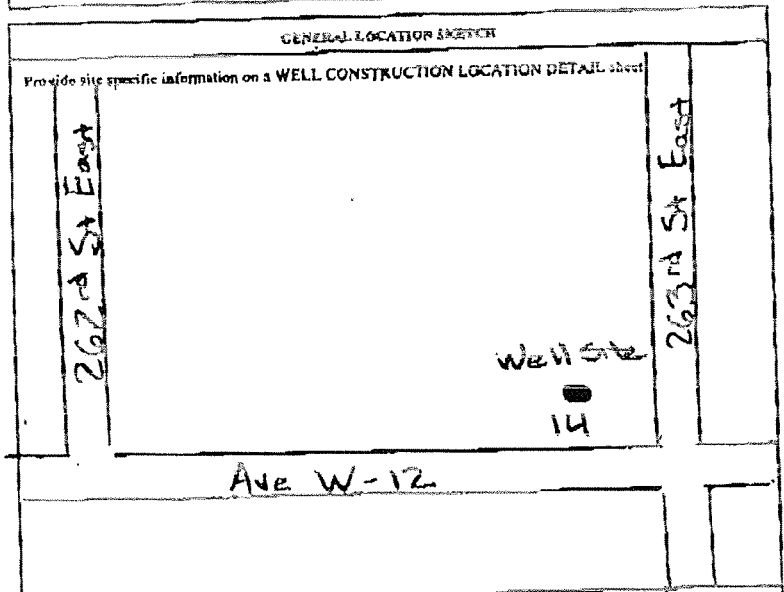 GENERAL LOCATION SKETCH
Provide site specific information on a WELL CONSTRUCTION LOCATION DETAIL sheet
262rd St East
263rd St East
Well Site
14
Ave W-12